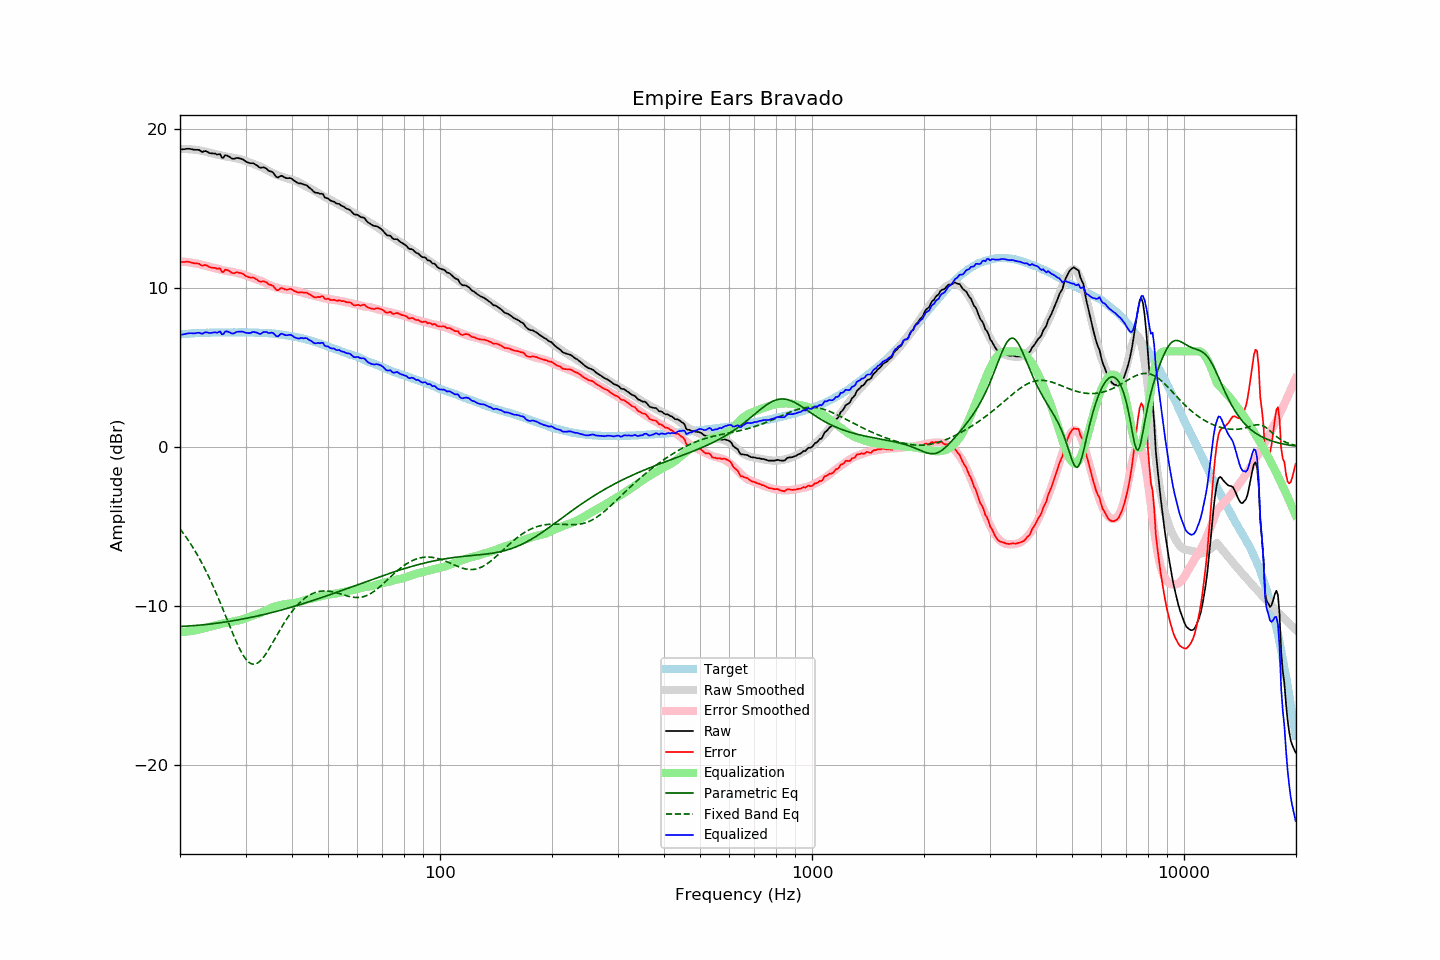 Empire Ears Bravado
20
10
0
−10
−20
Amplitude (dBr)
Target
Raw Smoothed
Error Smoothed
Raw
Error
Equalization
Parametric Eq
Fixed Band Eq
Equalized
100
1000
10000
Frequency (Hz)